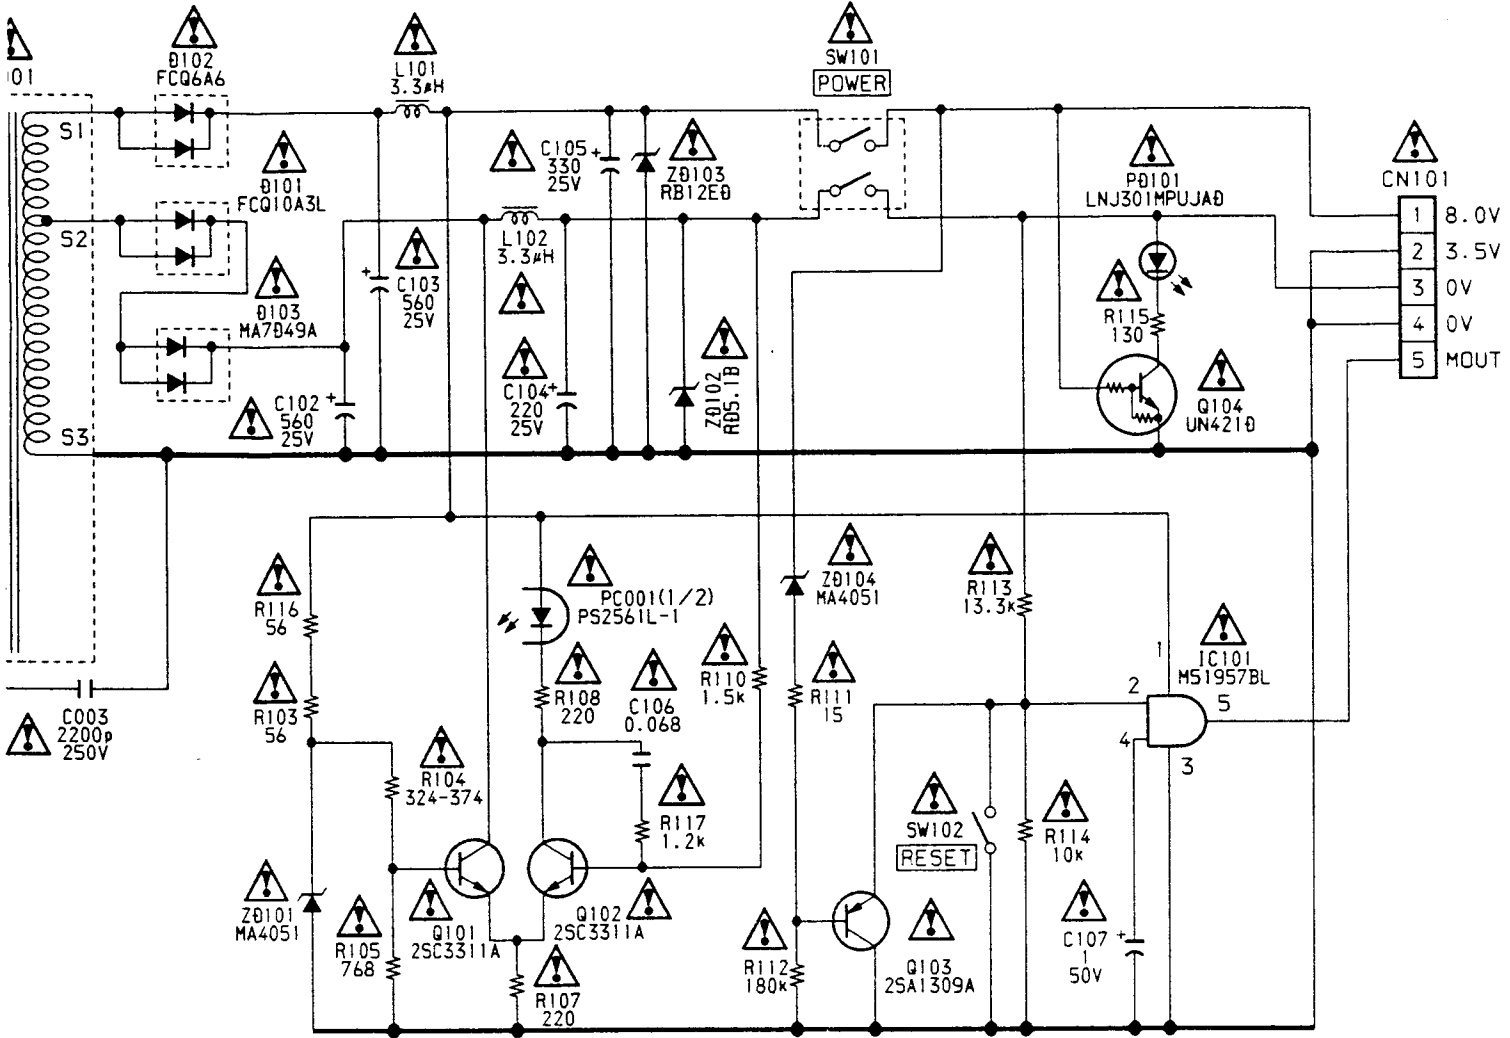 101
D102
FCQ6A6
L101
3.3µH
SW101
POWER
S1
D101
FCQ10A3L
C105
+
330
25V
ZD103
RB12ED
PD101
LNJ301MPUJAD
CN101
1 8.0V
2 3.5V
3 0V
4 0V
5 MOUT
S2
L102
3.3µH
D103
MA7D49A
+
C103
560
25V
R115
130
C104
+
220
25V
ZD102
RD5.1B
Q104
UN421D
C102
+
560
25V
S3
R116
56
PC001(1/2)
PS2561L-1
ZD104
MA4051
R113
13.3K
IC101
M51957BL
1
2
5
4
3
C003
2200p
250V
R103
56
R108
220
C106
0.068
R110
1.5K
R111
15
R104
324-374
R117
1.2K
SW102
RESET
R114
10K
ZD101
MA4051
R105
768
Q101
2SC3311A
Q102
2SC3311A
R107
220
R112
180K
Q103
2SA1309A
C107
+
1
50V